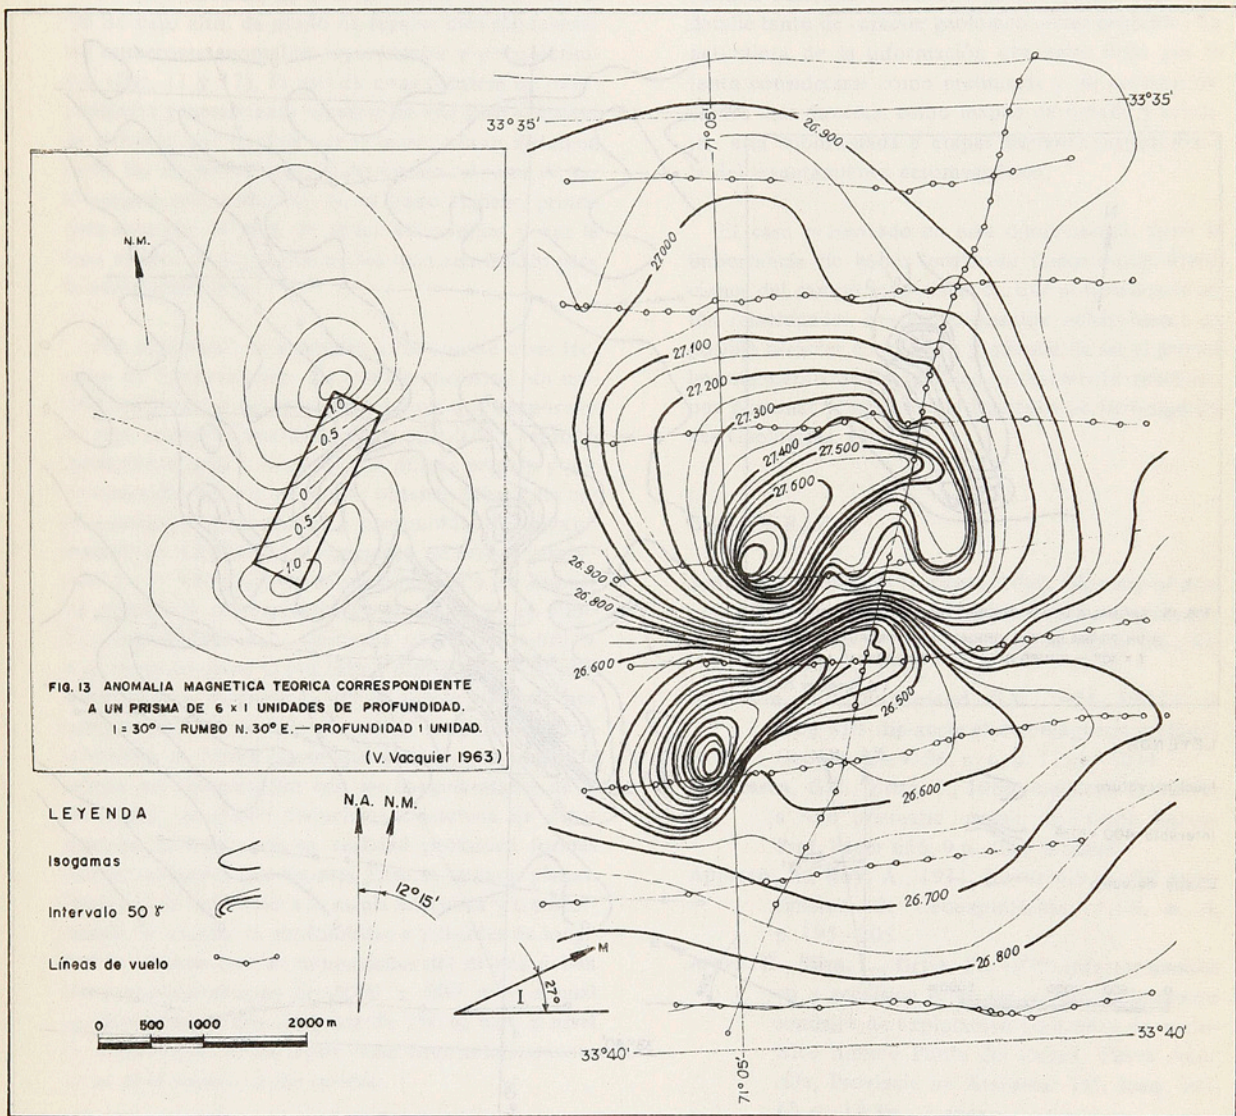 33°35'
71°05'
26.900
33°35'
N.M.
27.000
27.100
27.200
27.300
27.400
27.500
27.600
1.0
0.5
0
0.5
1.0
26.900
26.800
26.600
26.500
26.600
26.700
26.800
FIG. 13 ANOMALIA MAGNETICA TEORICA CORRESPONDIENTE
A UN PRISMA DE 6 x 1 UNIDADES DE PROFUNDIDAD.
I = 30° — RUMBO N. 30° E. — PROFUNDIDAD 1 UNIDAD.
(V. Vacquier 1963)
LEYENDA
Isogamas
Intervalo 50 γ
Líneas de vuelo
N.A. N.M.
12° 15'
M
I
27°
0 500 1000 2000 m
33°40'
71° 05'
33°40'